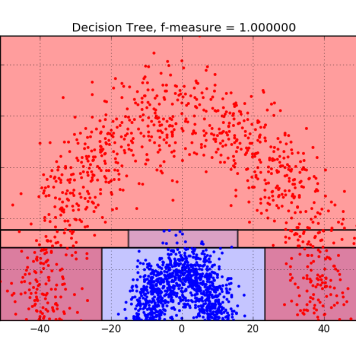 Decision Tree, f-measure = 1.000000
−40 −20 0 20 40